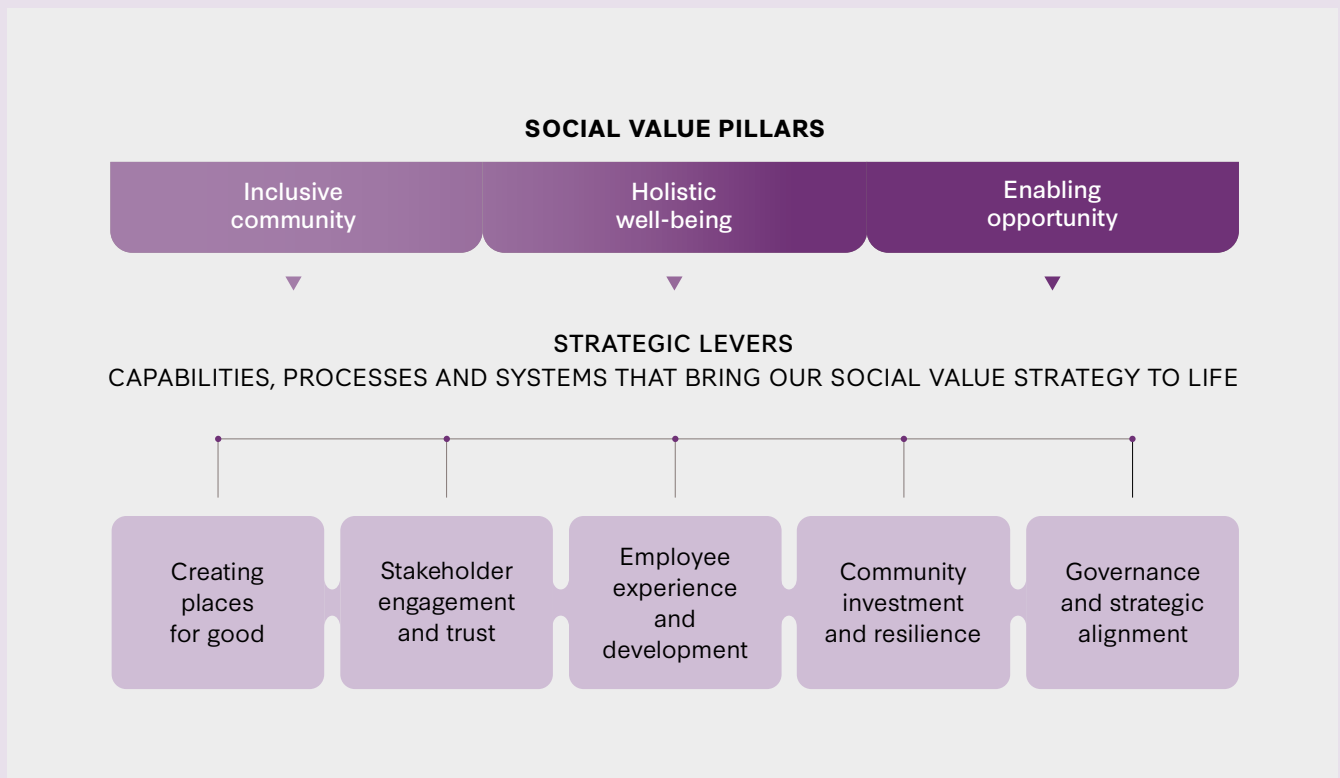 SOCIAL VALUE PILLARS
Inclusive
community
Holistic
well-being
Enabling
opportunity
STRATEGIC LEVERS
CAPABILITIES, PROCESSES AND SYSTEMS THAT BRING OUR SOCIAL VALUE STRATEGY TO LIFE
Creating
places
for good
Stakeholder
engagement
and trust
Employee
experience
and
development
Community
investment
and resilience
Governance
and strategic
alignment